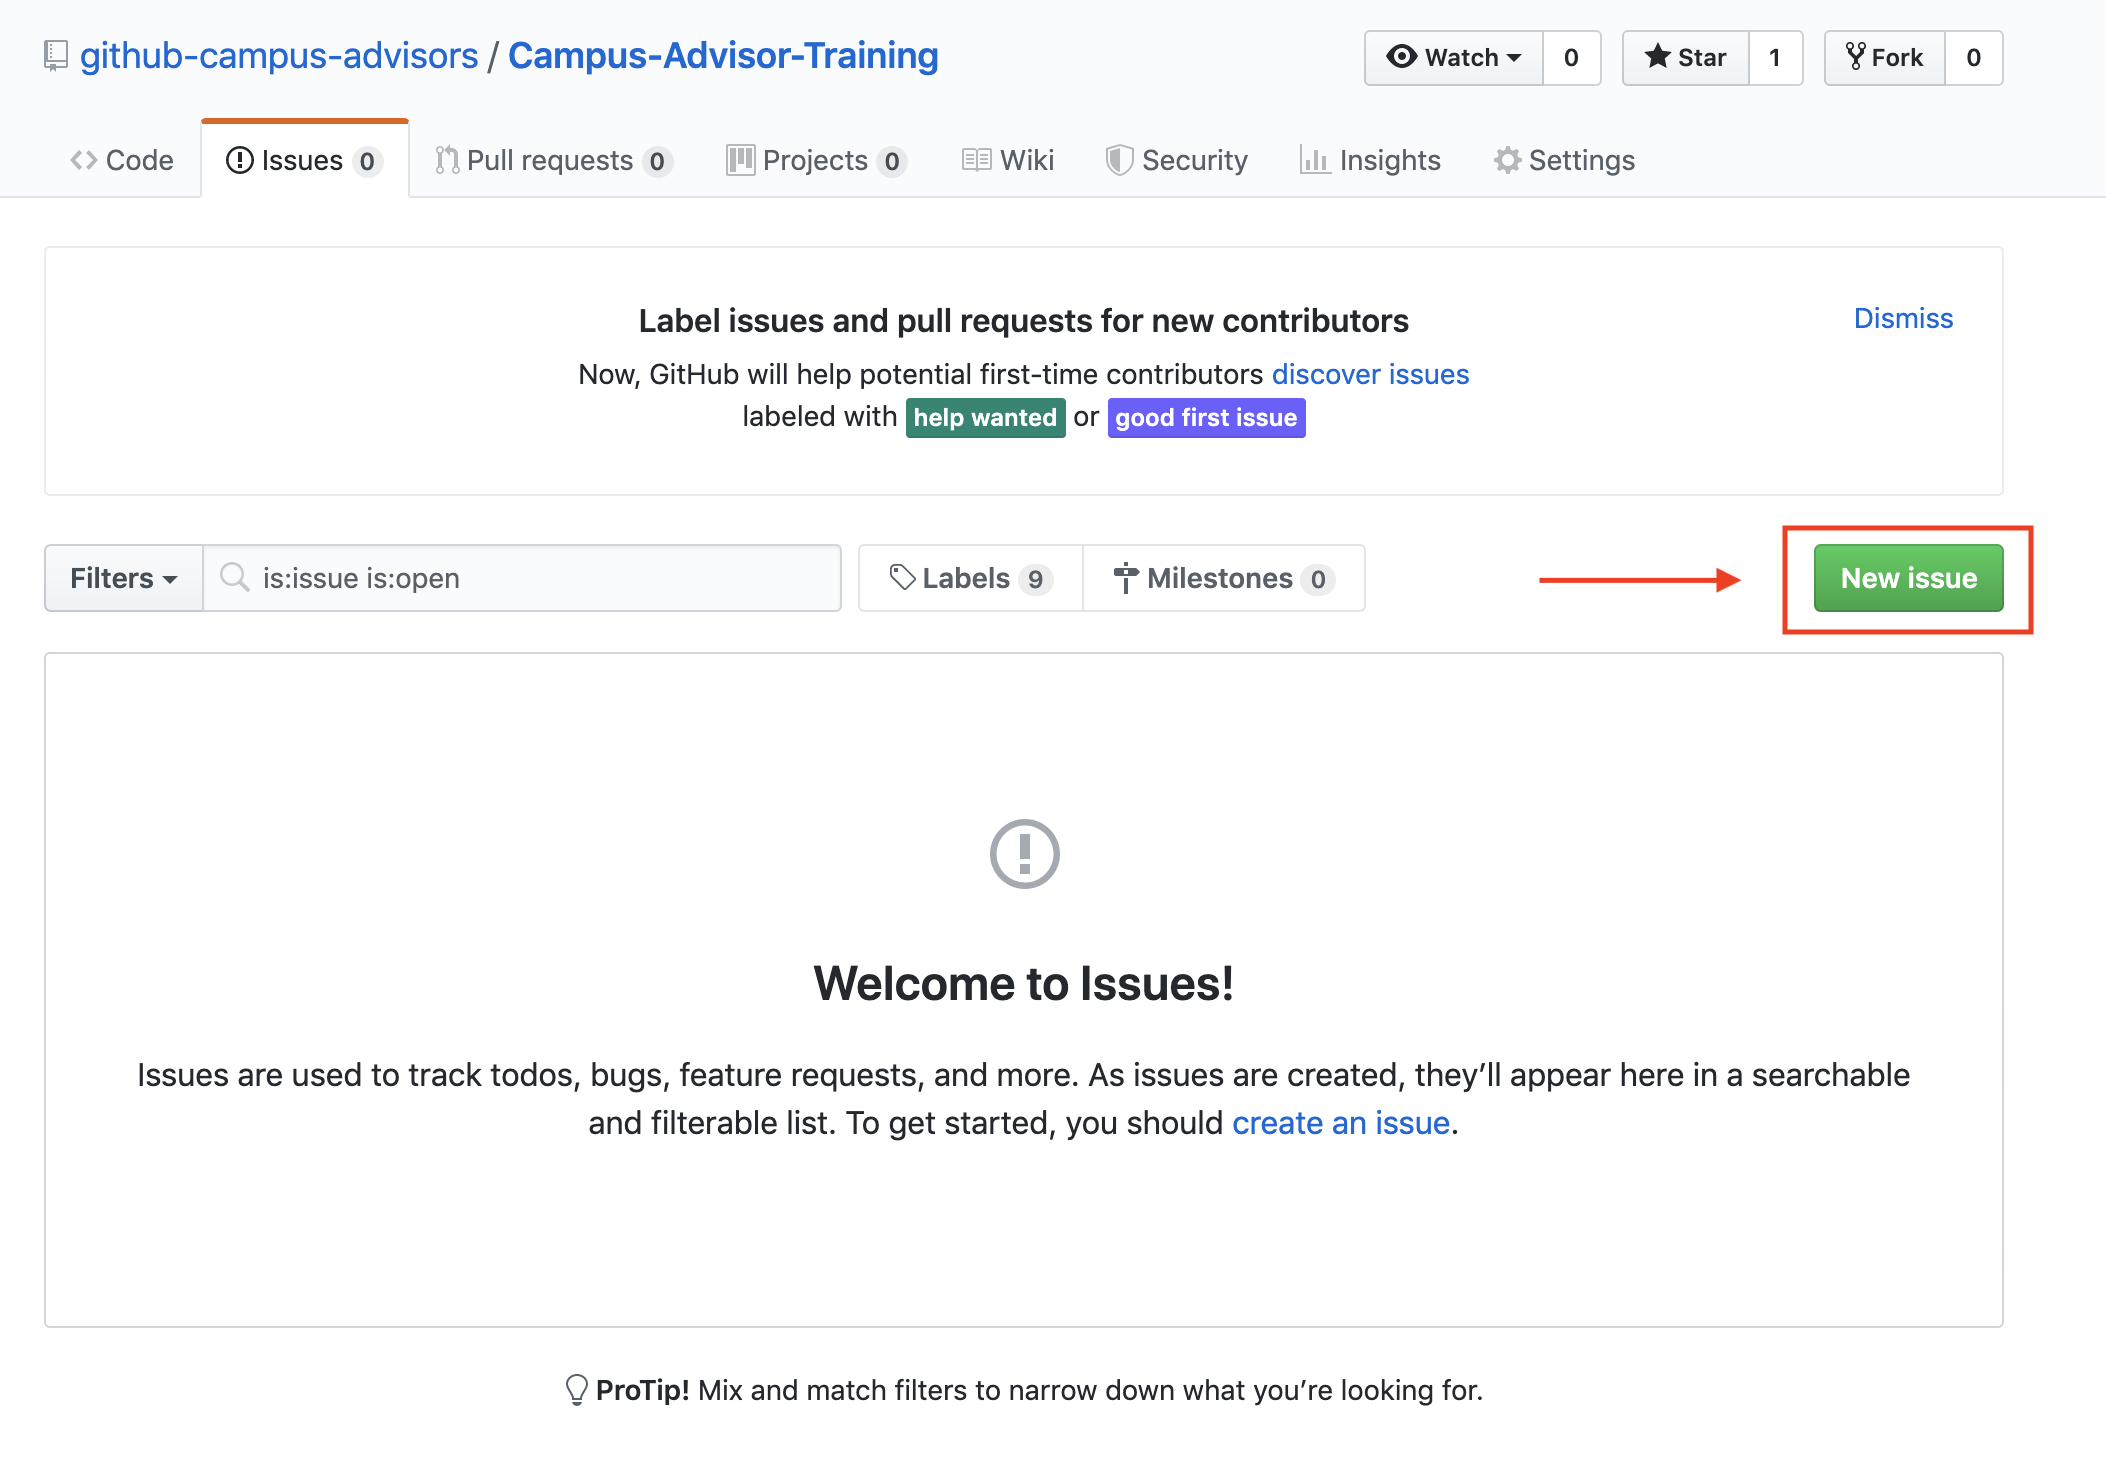 github-campus-advisors / Campus-Advisor-Training
Watch 0 Star 1 Fork 0
Code Issues 0 Pull requests 0 Projects 0 Wiki Security Insights Settings
Label issues and pull requests for new contributors
Dismiss
Now, GitHub will help potential first-time contributors discover issues
labeled with help wanted or good first issue
Filters is:issue is:open Labels 9 Milestones 0 New issue
Welcome to Issues!
Issues are used to track todos, bugs, feature requests, and more. As issues are created, they’ll appear here in a searchable
and filterable list. To get started, you should create an issue.
ProTip! Mix and match filters to narrow down what you’re looking for.